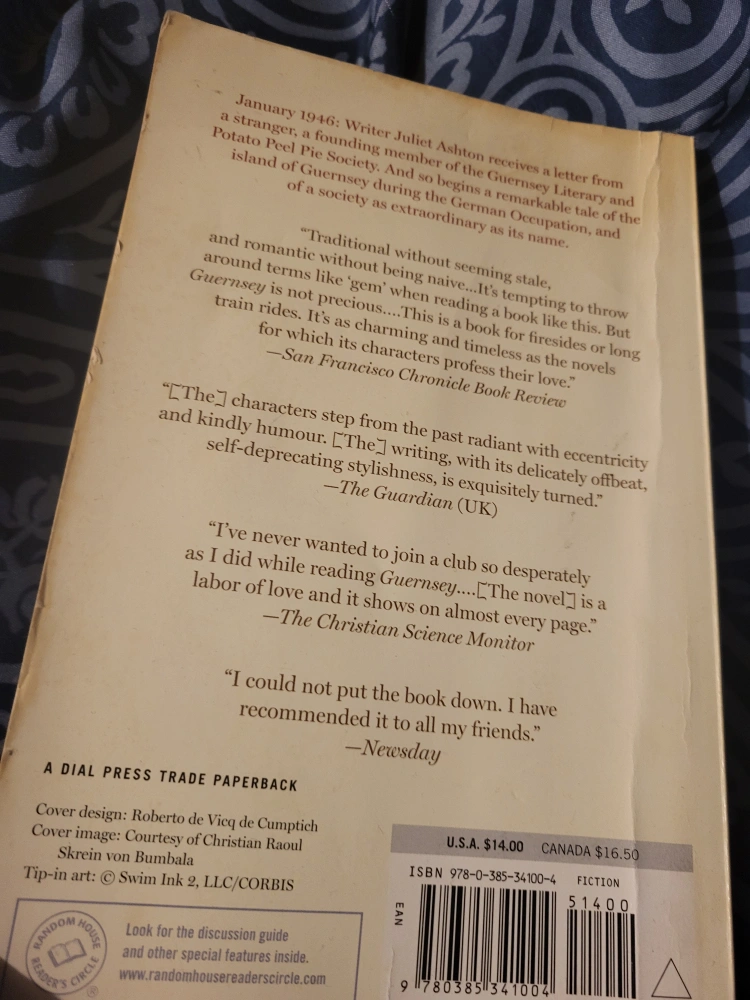 January 1946: Writer Juliet Ashton receives a letter from
a stranger, a founding member of the Guernsey Literary and
Potato Peel Pie Society. And so begins a remarkable tale of the
island of Guernsey during the German Occupation, and
of a society as extraordinary as its name.
“Traditional without seeming stale,
and romantic without being naive...It’s tempting to throw
around terms like ‘gem’ when reading a book like this. But
Guernsey is not precious....This is a book for firesides or long
train rides. It’s as charming and timeless as the novels
for which its characters profess their love.”
—San Francisco Chronicle Book Review
“[The] characters step from the past radiant with eccentricity
and kindly humour. [The] writing, with its delicately offbeat,
self-deprecating stylishness, is exquisitely turned.”
—The Guardian (UK)
“I’ve never wanted to join a club so desperately
as I did while reading Guernsey....[The novel] is a
labor of love and it shows on almost every page.”
—The Christian Science Monitor
“I could not put the book down. I have
recommended it to all my friends.”
—Newsday
A DIAL PRESS TRADE PAPERBACK
Cover design: Roberto de Vicq de Cumptich
Cover image: Courtesy of Christian Raoul
Skrein von Bumbala
Tip-in art: © Swim Ink 2, LLC/CORBIS
RANDOM HOUSE
READER'S CIRCLE
®
Look for the discussion guide
and other special features inside.
www.randomhousereaderscircle.com
U.S.A. $14.00 CANADA $16.50
ISBN 978-0-385-34100-4 FICTION
51400
EAN
9 780385 341004